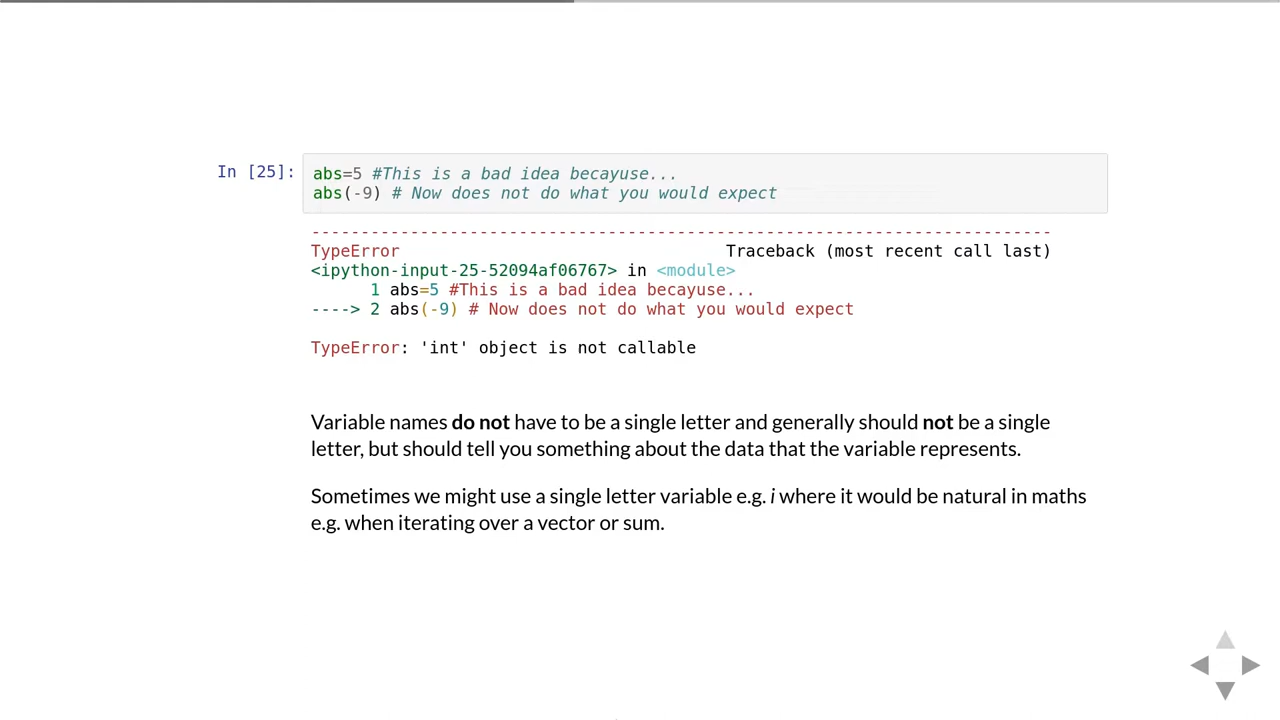 In [25]:
abs=5 #This is a bad idea becayuse...
abs(-9) # Now does not do what you would expect
---------------------------------------------------------------------------
TypeError                                 Traceback (most recent call last)
<ipython-input-25-52094af06767> in <module>
      1 abs=5 #This is a bad idea becayuse...
----> 2 abs(-9) # Now does not do what you would expect
TypeError: 'int' object is not callable
Variable names do not have to be a single letter and generally should not be a single
letter, but should tell you something about the data that the variable represents.
Sometimes we might use a single letter variable e.g. i where it would be natural in maths
e.g. when iterating over a vector or sum.